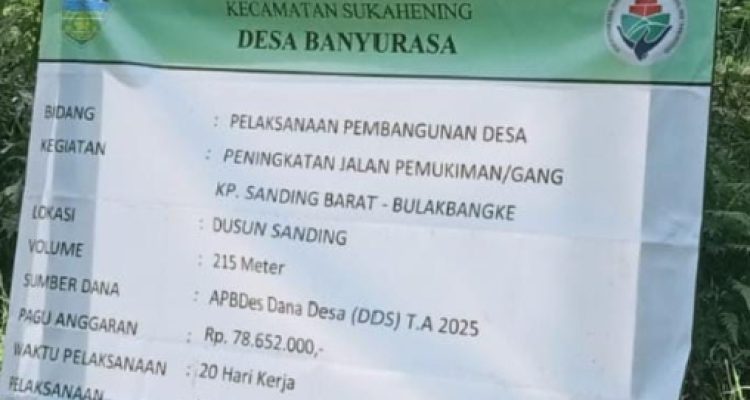 KECAMATAN SUKAHENING
DESA BANYURASA
BIDANG : PELAKSANAAN PEMBANGUNAN DESA
KEGIATAN : PENINGKATAN JALAN PEMUKIMAN/GANG
KP. SANDING BARAT - BULAKBANGKE
LOKASI : DUSUN SANDING
VOLUME : 215 Meter
SUMBER DANA : APBDes Dana Desa (DDS) T.A 2025
PAGU ANGGARAN : Rp. 78.652.000,-
WAKTU PELAKSANAAN : 20 Hari Kerja
PELAKSANAAN